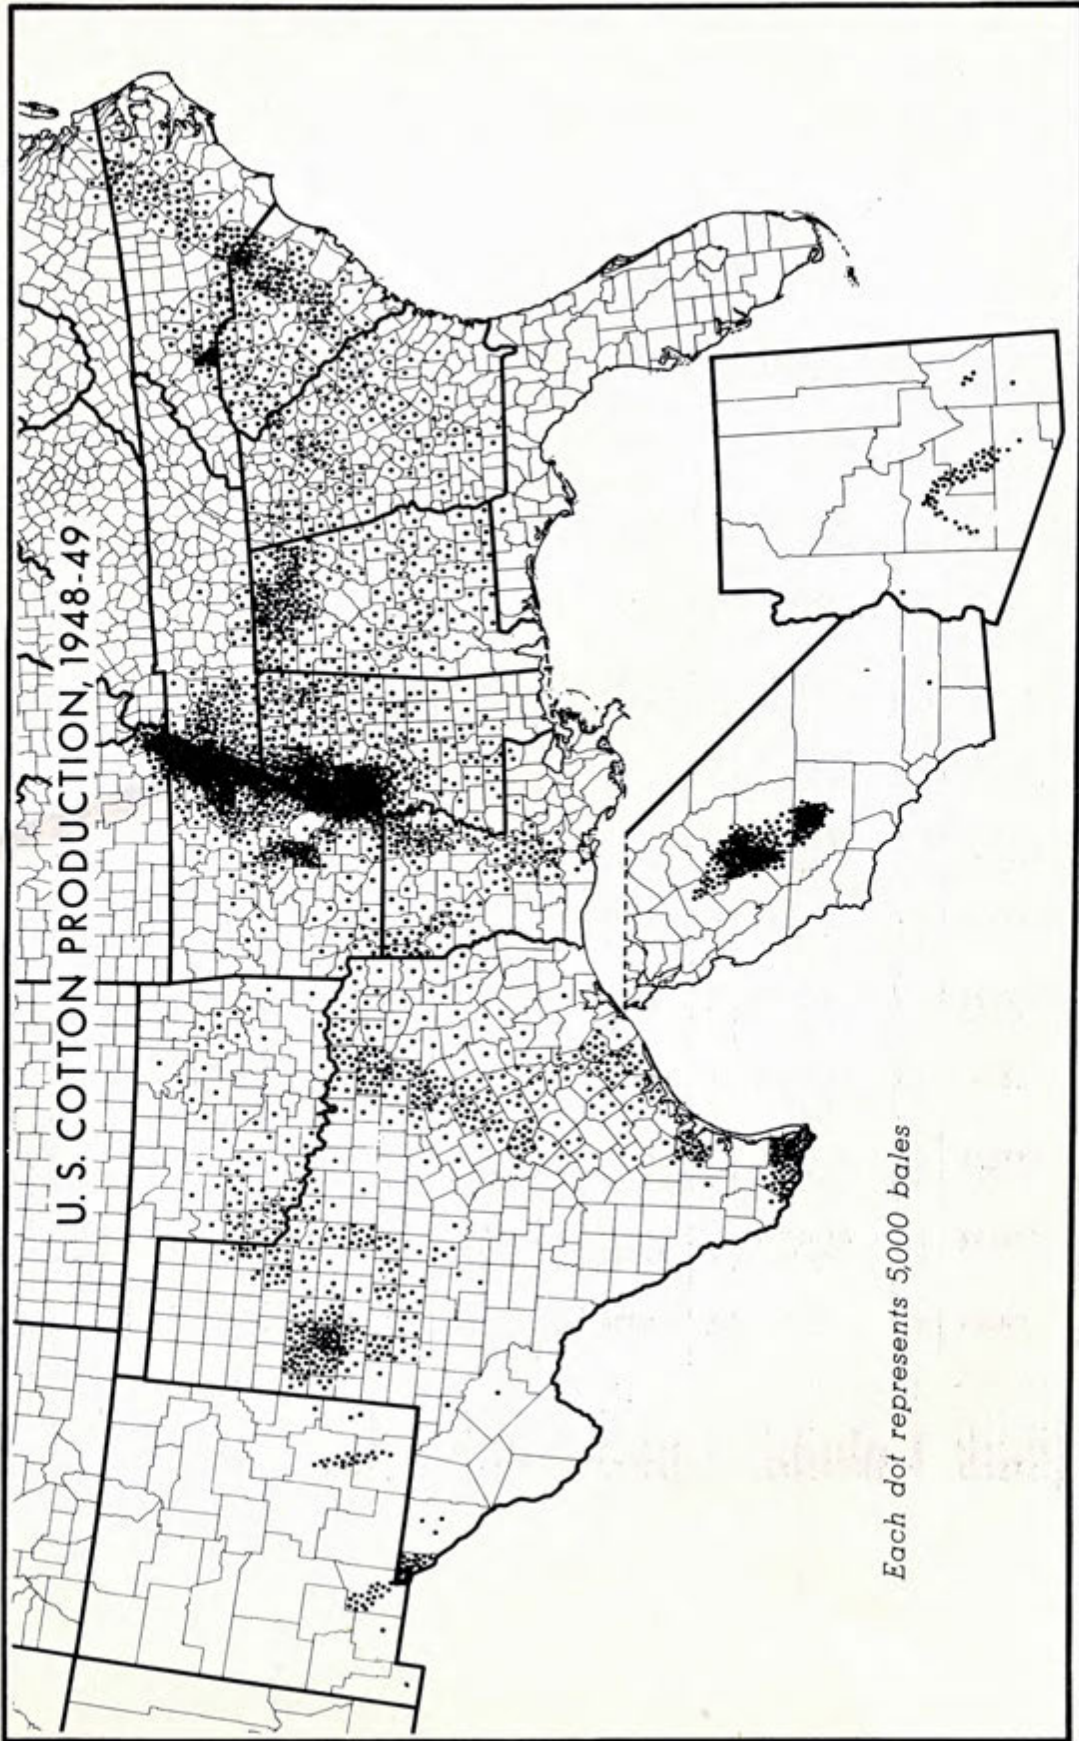 U. S. COTTON PRODUCTION, 1948-49
Each dot represents 5,000 bales